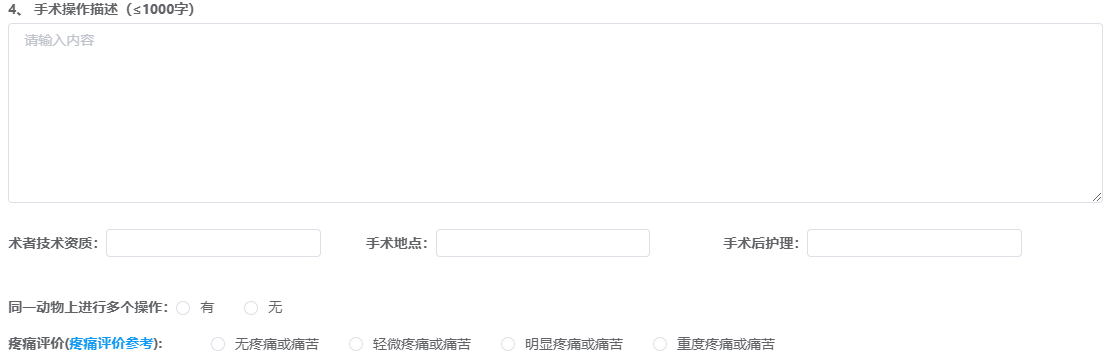 4、 手术操作描述（≤1000字）
请输入内容
术者技术资质： 手术地点： 手术后护理：
同一动物上进行多个操作： 有 无
疼痛评价(疼痛评价参考): 无疼痛或痛苦 轻微疼痛或痛苦 明显疼痛或痛苦 重度疼痛或痛苦